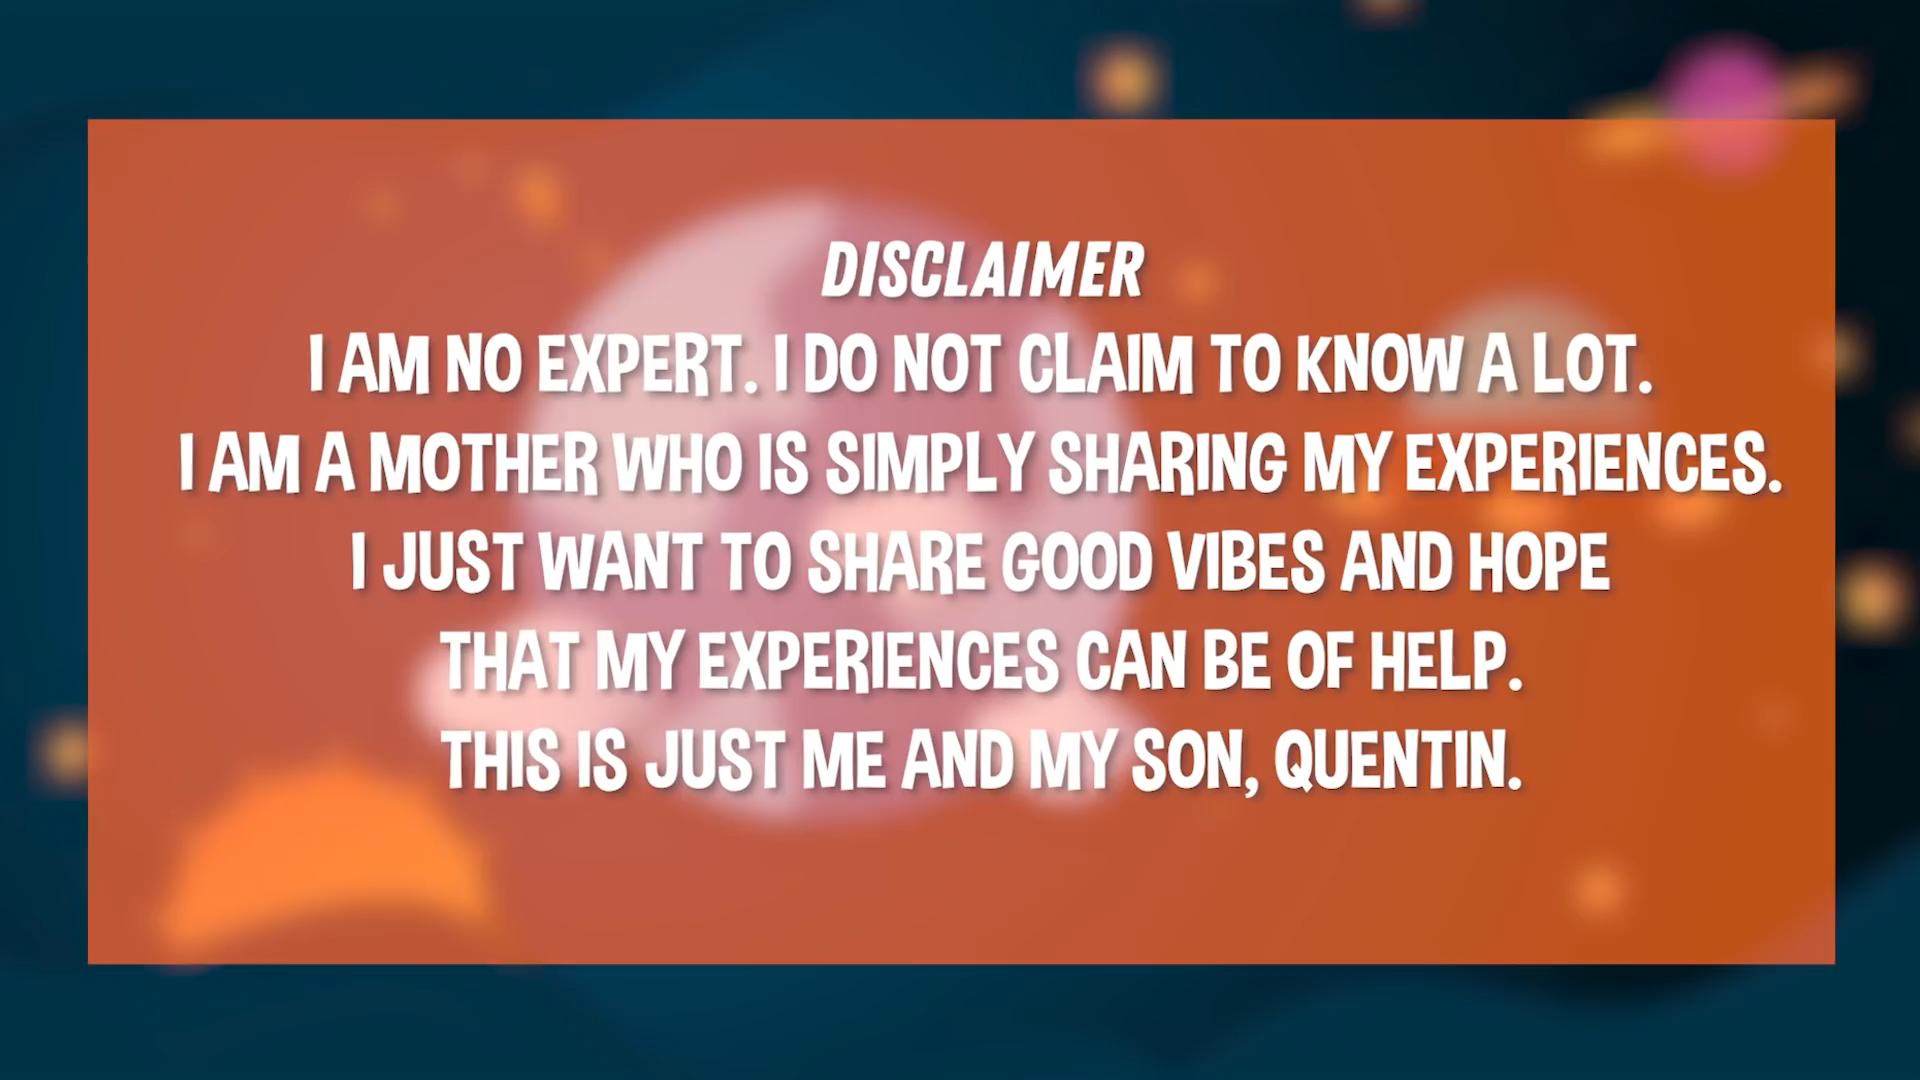 DISCLAIMER
I AM NO EXPERT. I DO NOT CLAIM TO KNOW A LOT.
I AM A MOTHER WHO IS SIMPLY SHARING MY EXPERIENCES.
I JUST WANT TO SHARE GOOD VIBES AND HOPE
THAT MY EXPERIENCES CAN BE OF HELP.
THIS IS JUST ME AND MY SON, QUENTIN.